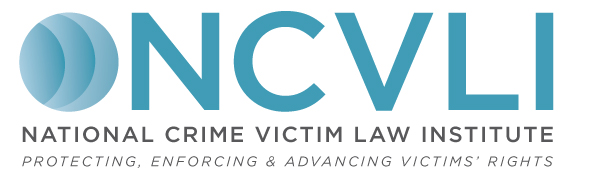 NCVLI
NATIONAL CRIME VICTIM LAW INSTITUTE
PROTECTING, ENFORCING & ADVANCING VICTIMS' RIGHTS